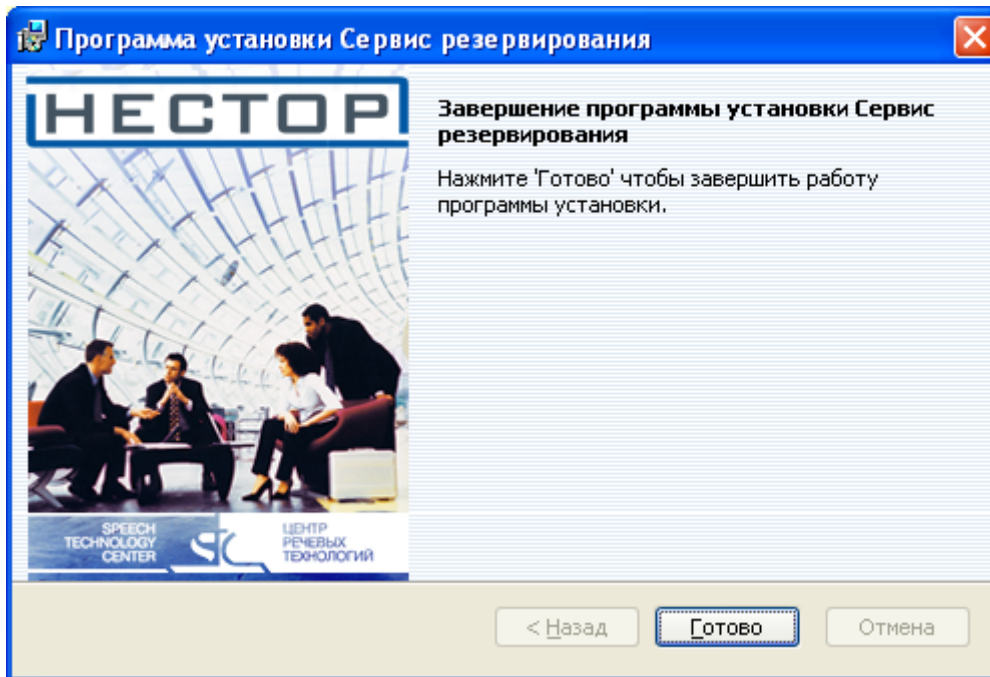 Программа установки Сервис резервирования
НЕСТОР
Завершение программы установки Сервис
резервирования
Нажмите 'Готово' чтобы завершить работу
программы установки.
SPEECH
TECHNOLOGY
CENTER
STC
ЦЕНТР
РЕЧЕВЫХ
ТЕХНОЛОГИЙ
< Назад
Готово
Отмена